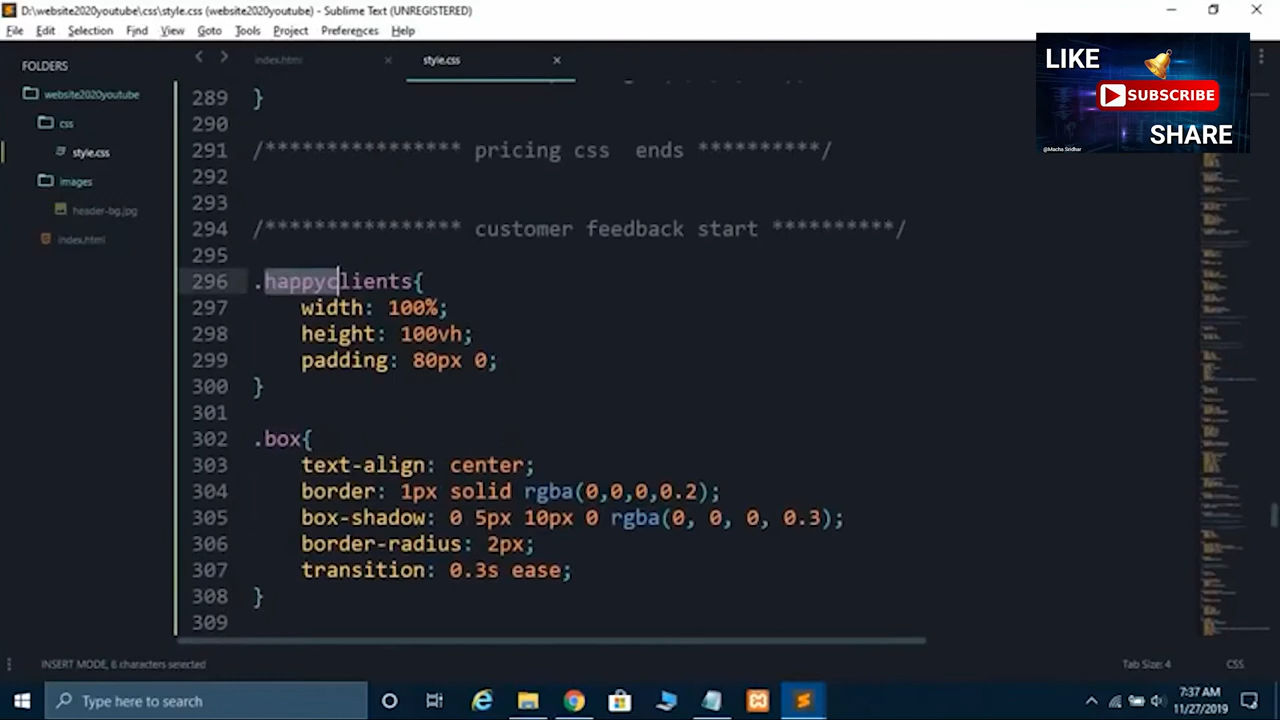 D:\website2020youtube\css\style.css (website2020youtube) - Sublime Text (UNREGISTERED)
File Edit Selection Find View Goto Tools Project Preferences Help
FOLDERS
website2020youtube
css
style.css
images
header-bg.jpg
index.html
index.html
style.css
LIKE
SUBSCRIBE
SHARE
@Macha Sridhar
289 }
290
291 /**************** pricing css  ends **********/
292
293
294 /**************** customer feedback start **********/
295
296 .happyclients{
297 width: 100%;
298 height: 100vh;
299 padding: 80px 0;
300 }
301
302 .box{
303 text-align: center;
304 border: 1px solid rgba(0,0,0,0.2);
305 box-shadow: 0 5px 10px 0 rgba(0, 0, 0, 0.3);
306 border-radius: 2px;
307 transition: 0.3s ease;
308 }
309
INSERT MODE, 6 characters selected
Tab Size: 4
CSS
Type here to search
7:37 AM
11/27/2019